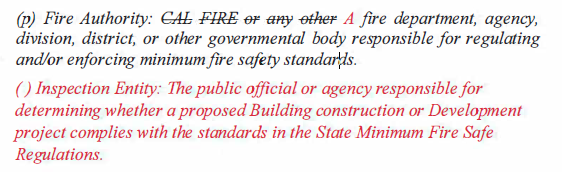 (p) Fire Authority: CAL FIRE or any other A fire department, agency,
division, district, or other governmental body responsible for regulating
and/or enforcing minimum fire safety standards.
( ) Inspection Entity: The public official or agency responsible for
determining whether a proposed Building construction or Development
project complies with the standards in the State Minimum Fire Safe
Regulations.